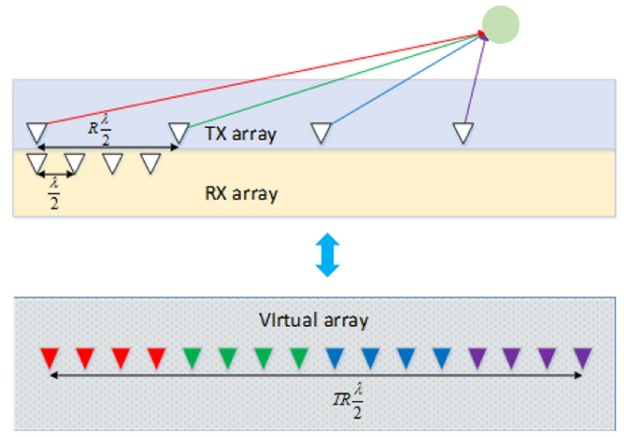 R λ/2
TX array
λ/2
RX array
VIrtual array
TR λ/2